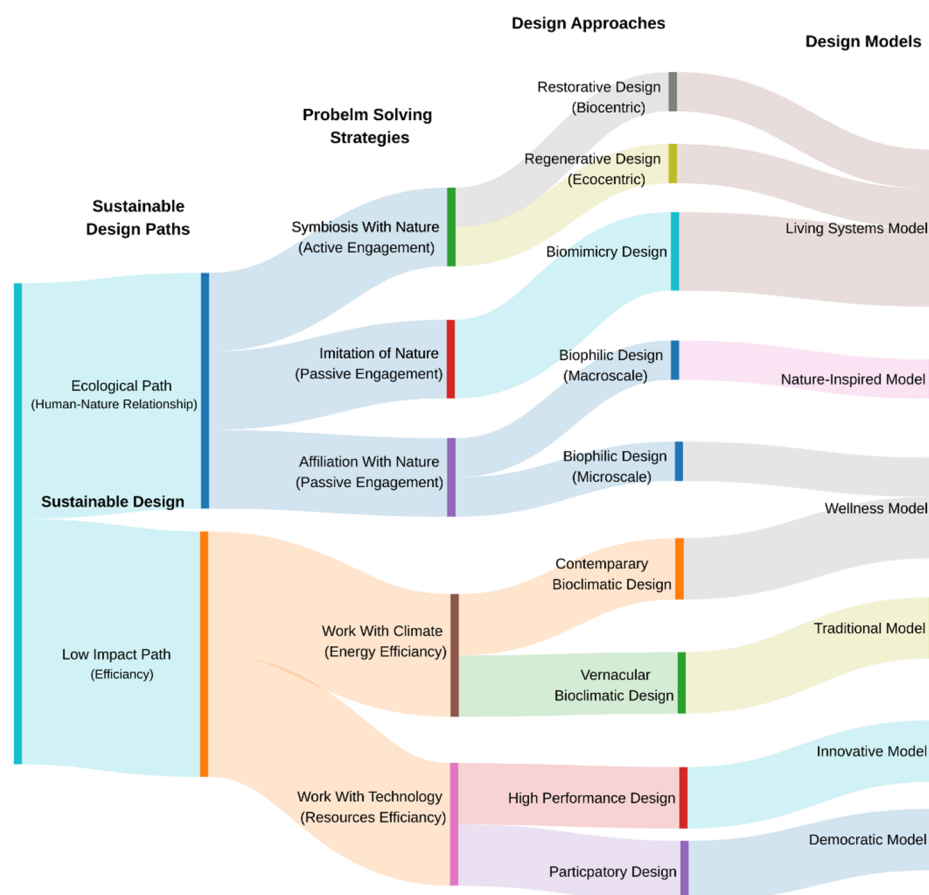 Design Approaches
Design Models
Probelm Solving
Strategies
Sustainable
Design Paths
Restorative Design
(Biocentric)
Regenerative Design
(Ecocentric)
Symbiosis With Nature
(Active Engagement)
Biomimicry Design
Living Systems Model
Imitation of Nature
(Passive Engagement)
Biophilic Design
(Macroscale)
Nature-Inspired Model
Ecological Path
(Human-Nature Relationship)
Affiliation With Nature
(Passive Engagement)
Biophilic Design
(Microscale)
Sustainable Design
Wellness Model
Contemparary
Bioclimatic Design
Work With Climate
(Energy Efficiancy)
Traditional Model
Low Impact Path
(Efficiancy)
Vernacular
Bioclimatic Design
Innovative Model
Work With Technology
(Resources Efficiancy)
High Performance Design
Democratic Model
Particpatory Design